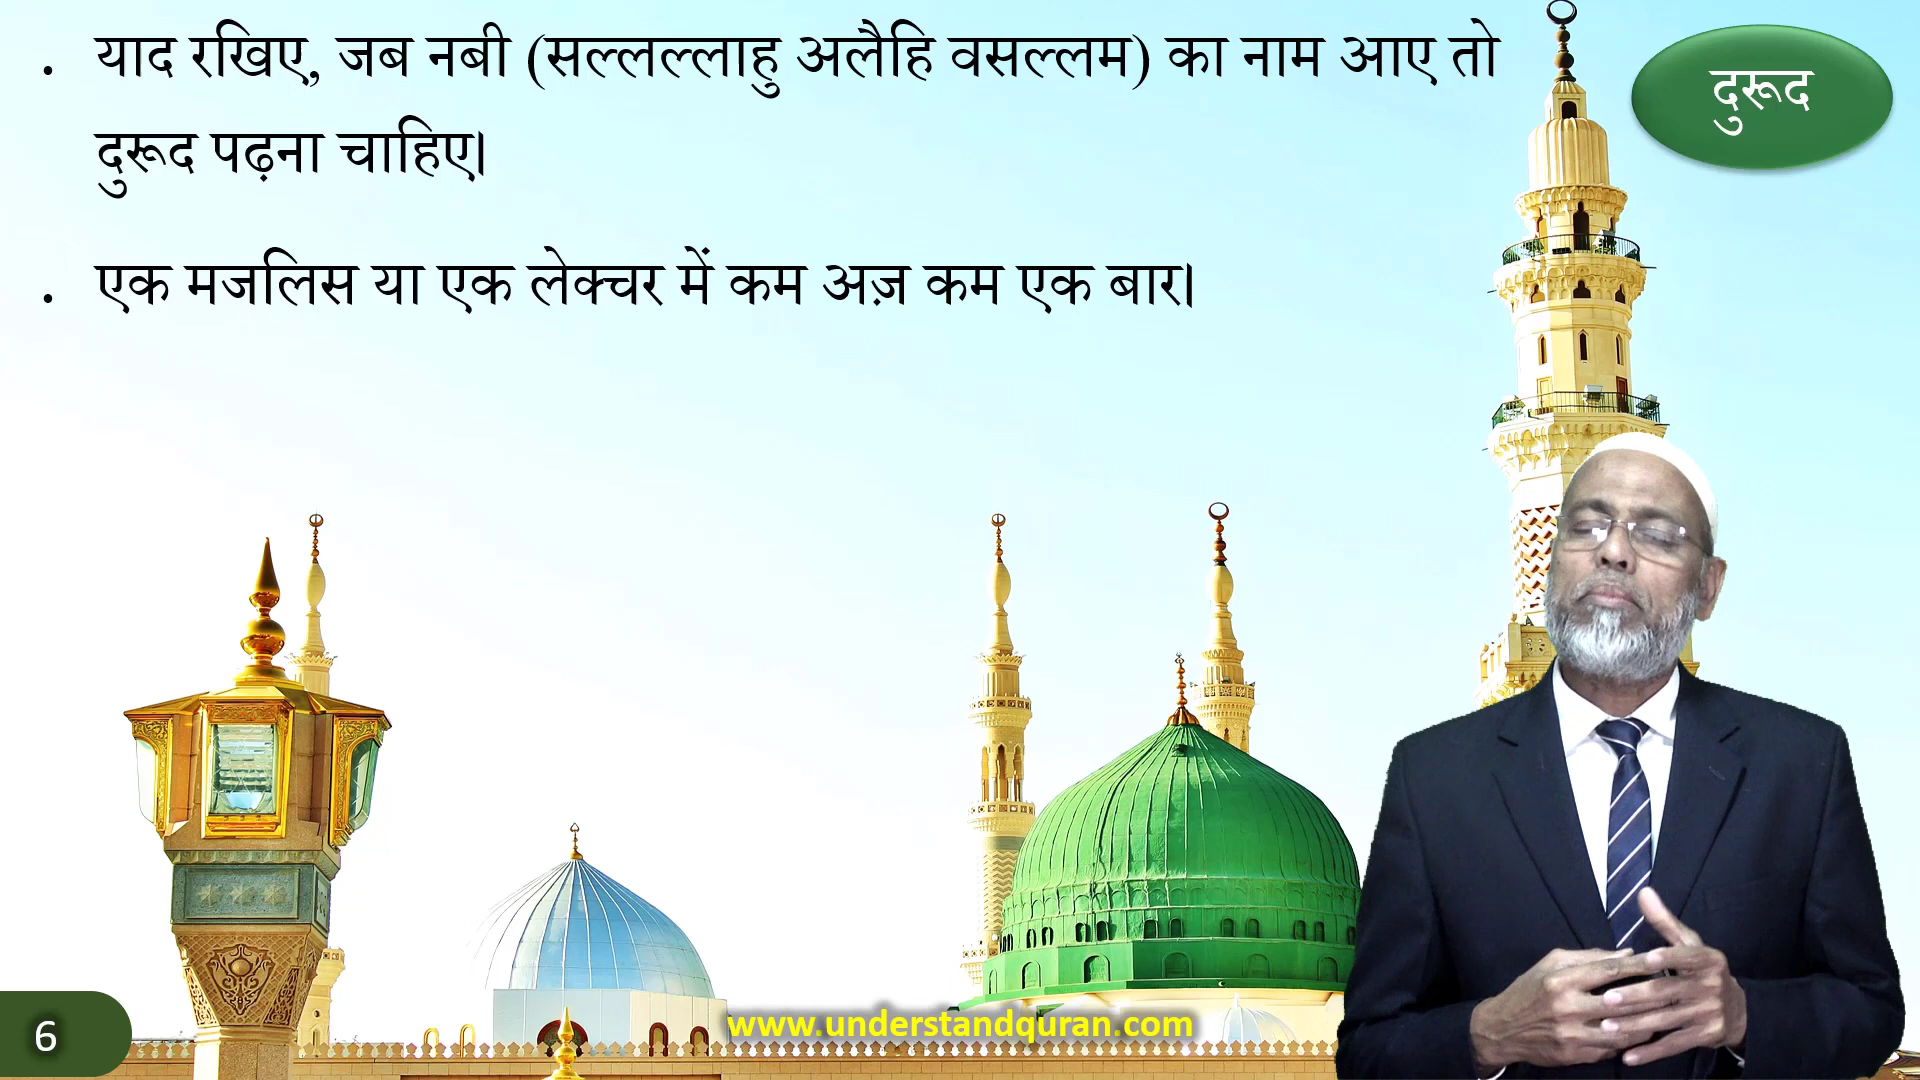 • याद रखिए, जब नबी (सल्लल्लाहु अलैहि वसल्लम) का नाम आए तो
दुरूद पढ़ना चाहिए।
• एक मजलिस या एक लेक्चर में कम अज़ कम एक बार।
दुरूद
www.understandquran.com
6